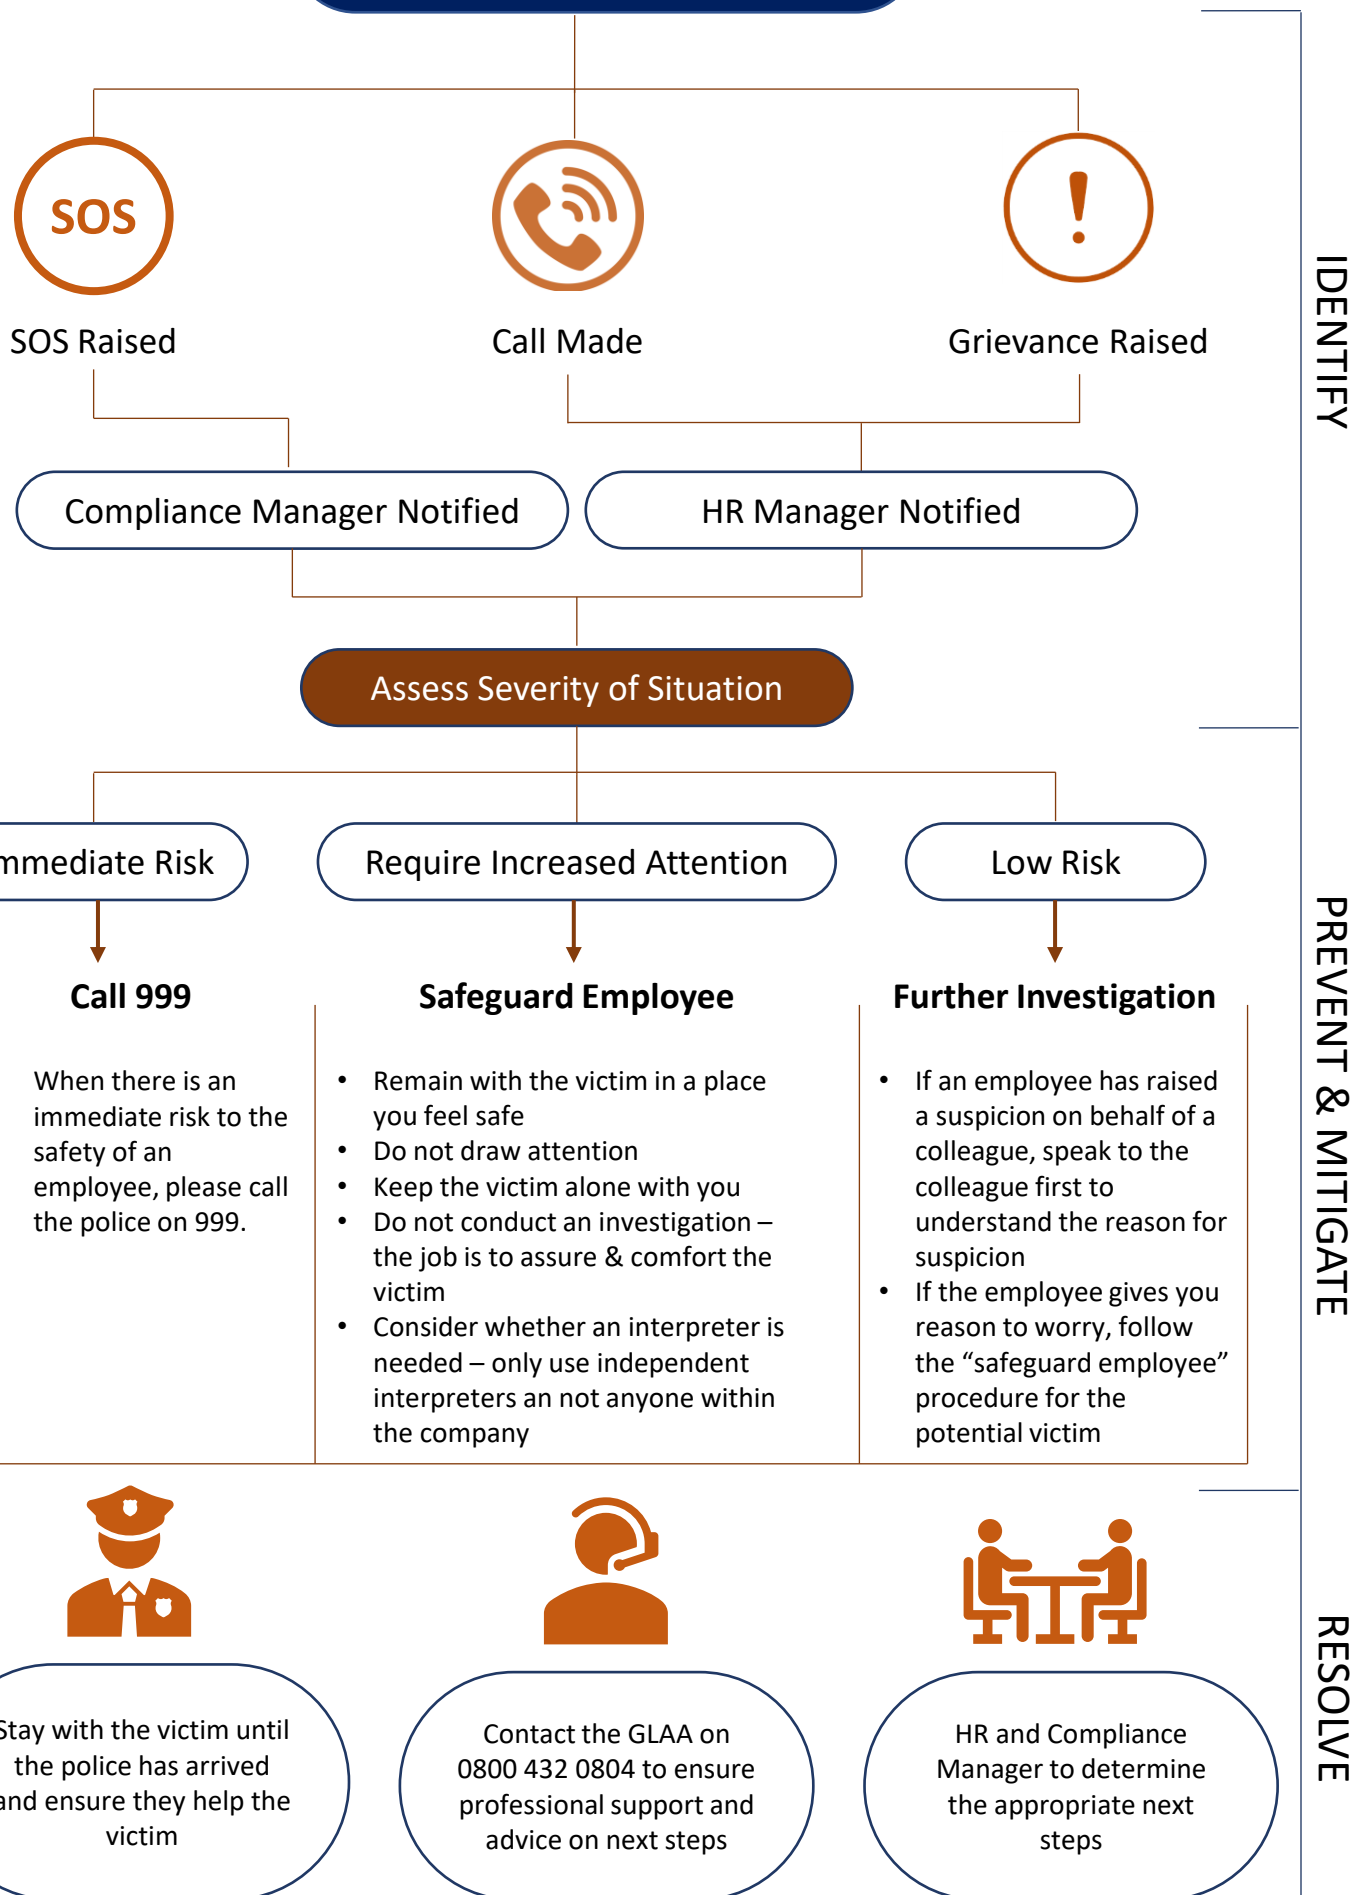 SOS
SOS Raised
Call Made
Grievance Raised
IDENTIFY
Compliance Manager Notified
HR Manager Notified
Assess Severity of Situation
mmediate Risk
Require Increased Attention
Low Risk
PREVENT & MITIGATE
Call 999
When there is an
immediate risk to the
safety of an
employee, please call
the police on 999.
Safeguard Employee
• Remain with the victim in a place
you feel safe
• Do not draw attention
• Keep the victim alone with you
• Do not conduct an investigation –
the job is to assure & comfort the
victim
• Consider whether an interpreter is
needed – only use independent
interpreters an not anyone within
the company
Further Investigation
• If an employee has raised
a suspicion on behalf of a
colleague, speak to the
colleague first to
understand the reason for
suspicion
• If the employee gives you
reason to worry, follow
the “safeguard employee”
procedure for the
potential victim
RESOLVE
Stay with the victim until
the police has arrived
and ensure they help the
victim
Contact the GLAA on
0800 432 0804 to ensure
professional support and
advice on next steps
HR and Compliance
Manager to determine
the appropriate next
steps